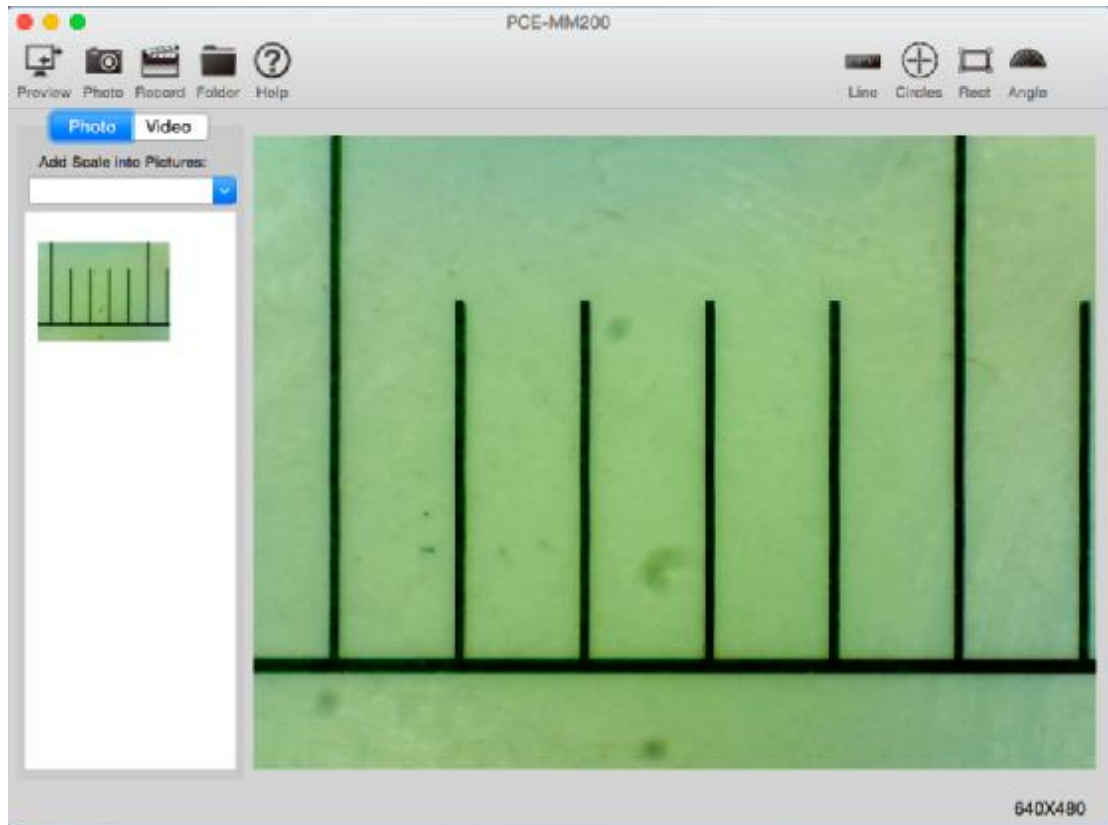 PCE-MM200
Preview Photo Record Folder Help
Line Circles Rect Angle
Photo Video
Add Scale into Pictures:
640X480